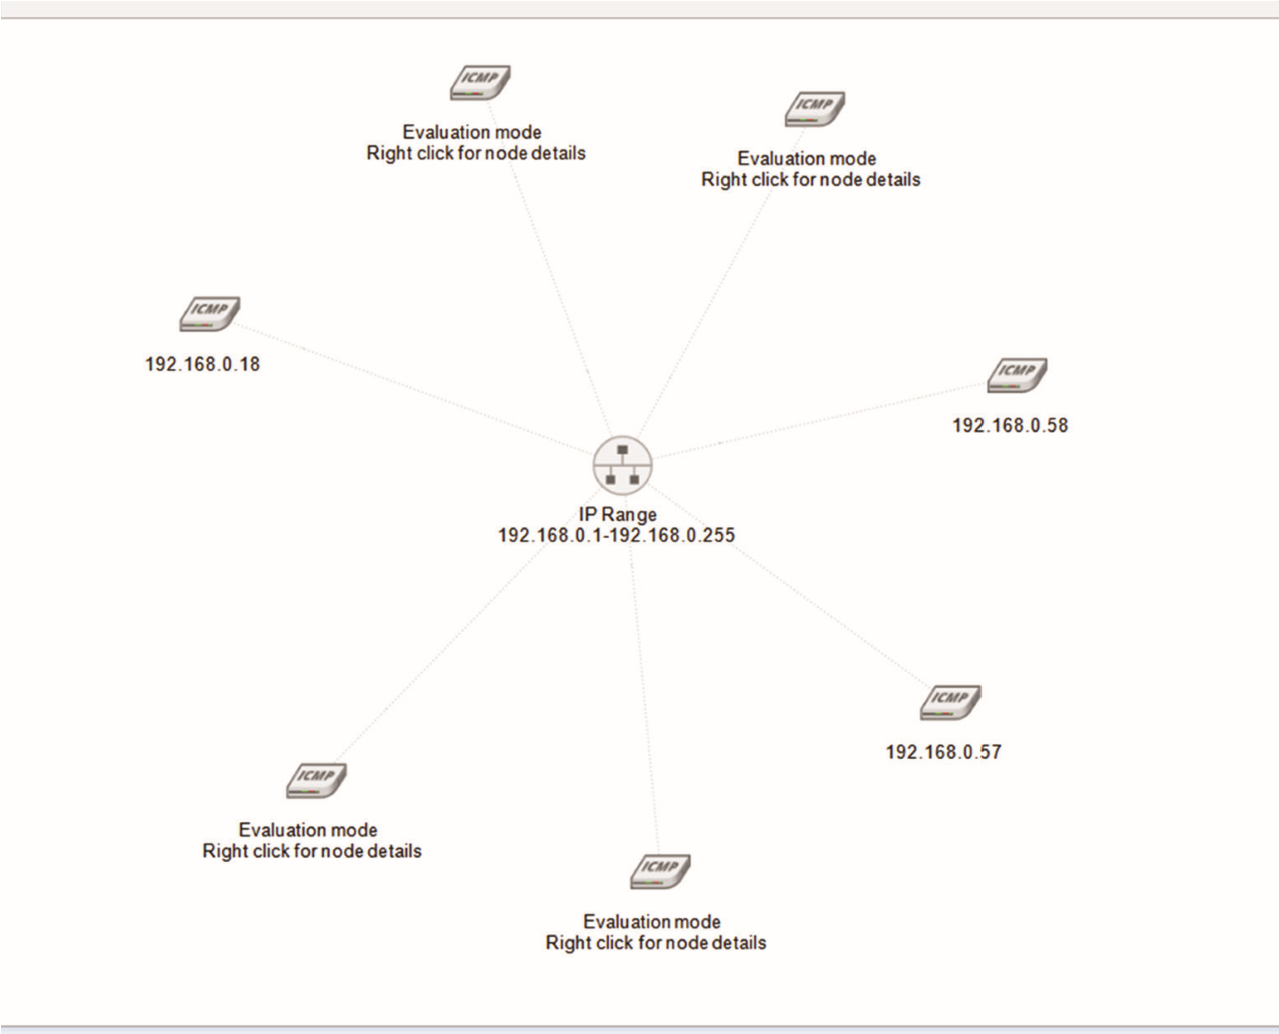 ICMP
Evaluation mode
Right click for node details
ICMP
Evaluation mode
Right click for node details
ICMP
192.168.0.18
ICMP
192.168.0.58
IP Range
192.168.0.1-192.168.0.255
ICMP
192.168.0.57
ICMP
Evaluation mode
Right click for node details
ICMP
Evaluation mode
Right click for node details